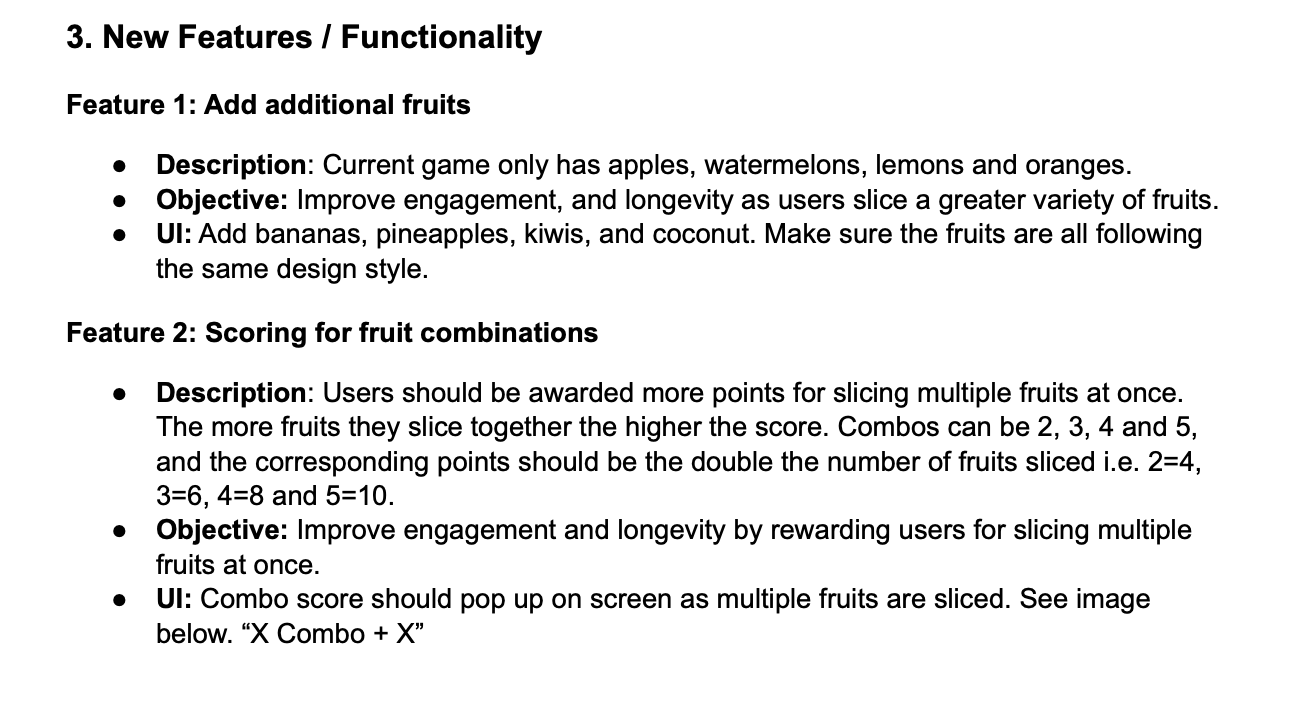 3. New Features / Functionality
Feature 1: Add additional fruits
● Description: Current game only has apples, watermelons, lemons and oranges.
● Objective: Improve engagement, and longevity as users slice a greater variety of fruits.
● UI: Add bananas, pineapples, kiwis, and coconut. Make sure the fruits are all following
the same design style.
Feature 2: Scoring for fruit combinations
● Description: Users should be awarded more points for slicing multiple fruits at once.
The more fruits they slice together the higher the score. Combos can be 2, 3, 4 and 5,
and the corresponding points should be the double the number of fruits sliced i.e. 2=4,
3=6, 4=8 and 5=10.
● Objective: Improve engagement and longevity by rewarding users for slicing multiple
fruits at once.
● UI: Combo score should pop up on screen as multiple fruits are sliced. See image
below. “X Combo + X”